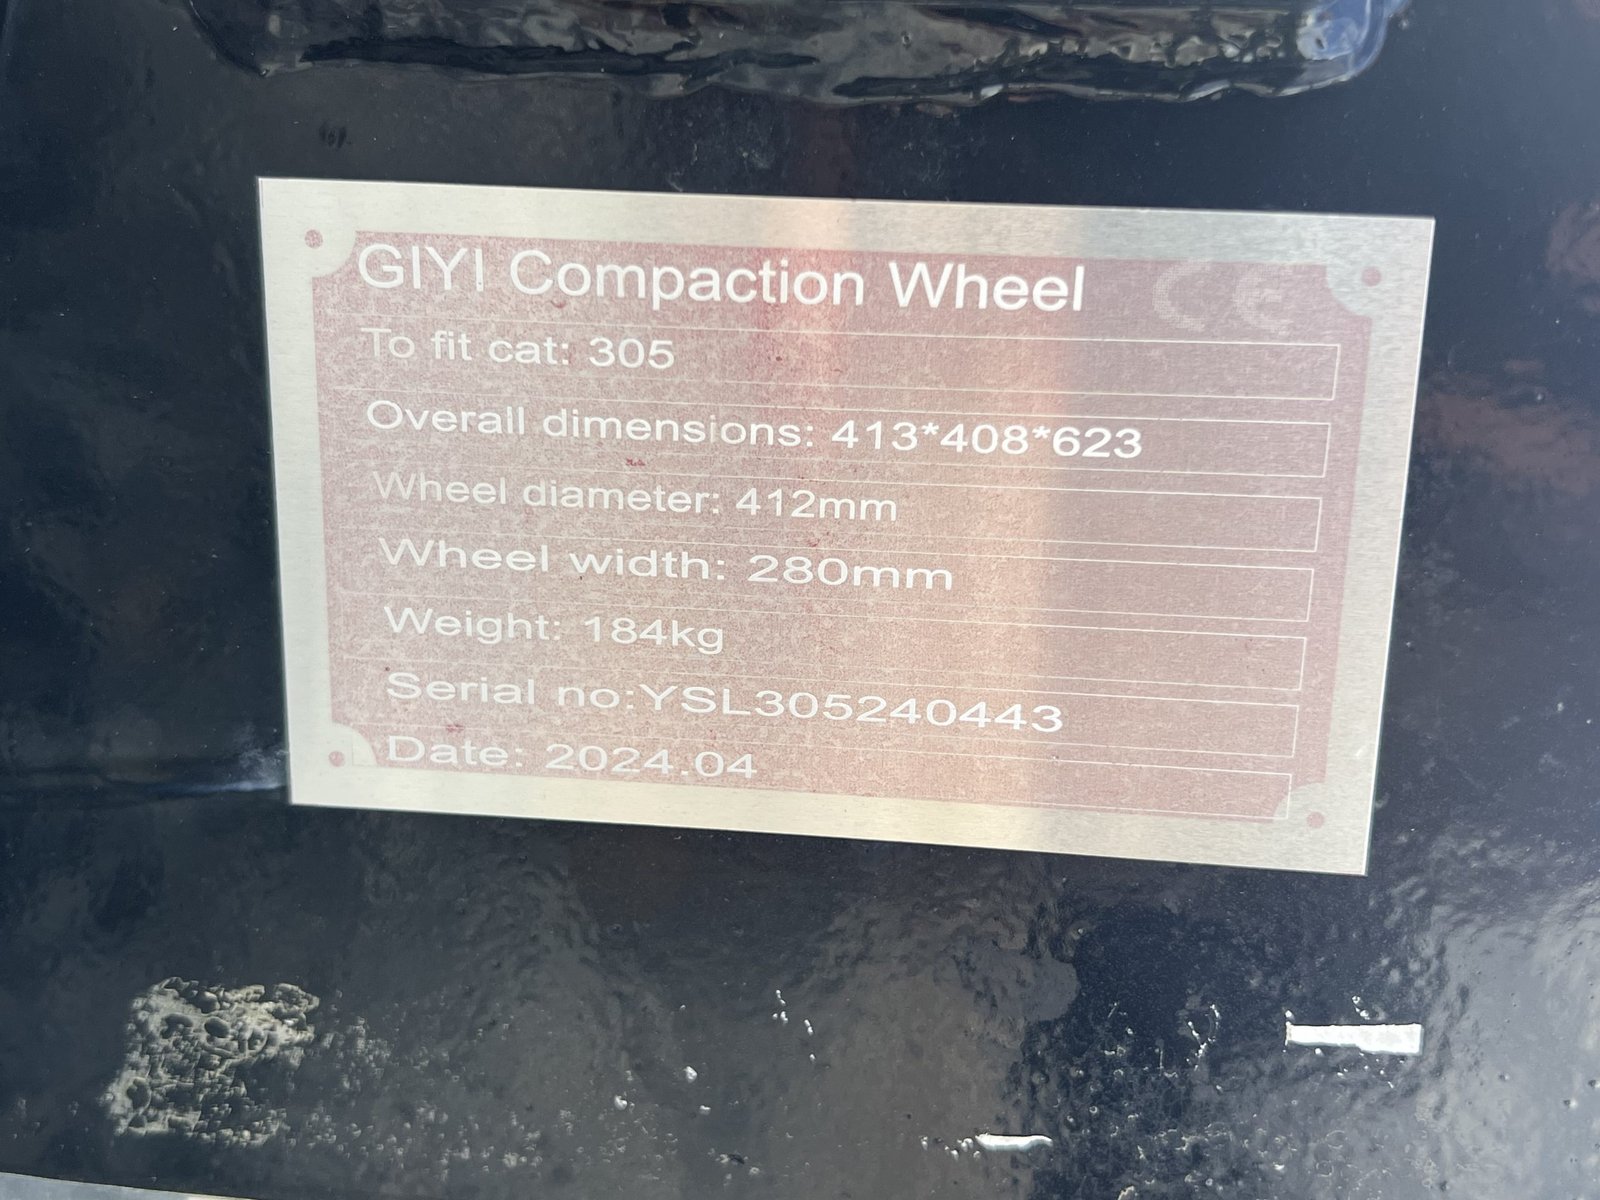 GIYI Compaction Wheel CE
To fit cat: 305
Overall dimensions: 413*408*623
Wheel diameter: 412mm
Wheel width: 280mm
Weight: 184kg
Serial no:YSL305240443
Date: 2024.04